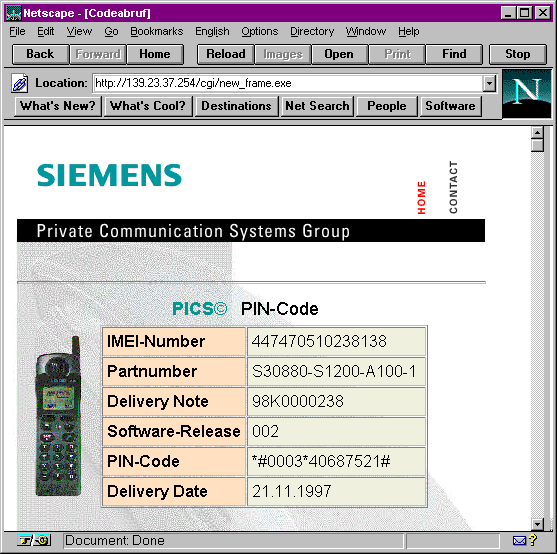 Netscape - [Codeabruf]
File Edit View Go Bookmarks English Options Directory Window Help
Back Forward Home Reload Images Open Print Find Stop
Location: http://139.23.37.254/cgi/new_frame.exe
N
What's New? What's Cool? Destinations Net Search People Software
SIEMENS
HOME
CONTACT
Private Communication Systems Group
PICS© PIN-Code
IMEI-Number 447470510238138
Partnumber S30880-S1200-A100-1
Delivery Note 98K0000238
Software-Release 002
PIN-Code *#0003*40687521#
Delivery Date 21.11.1997
Document: Done
?